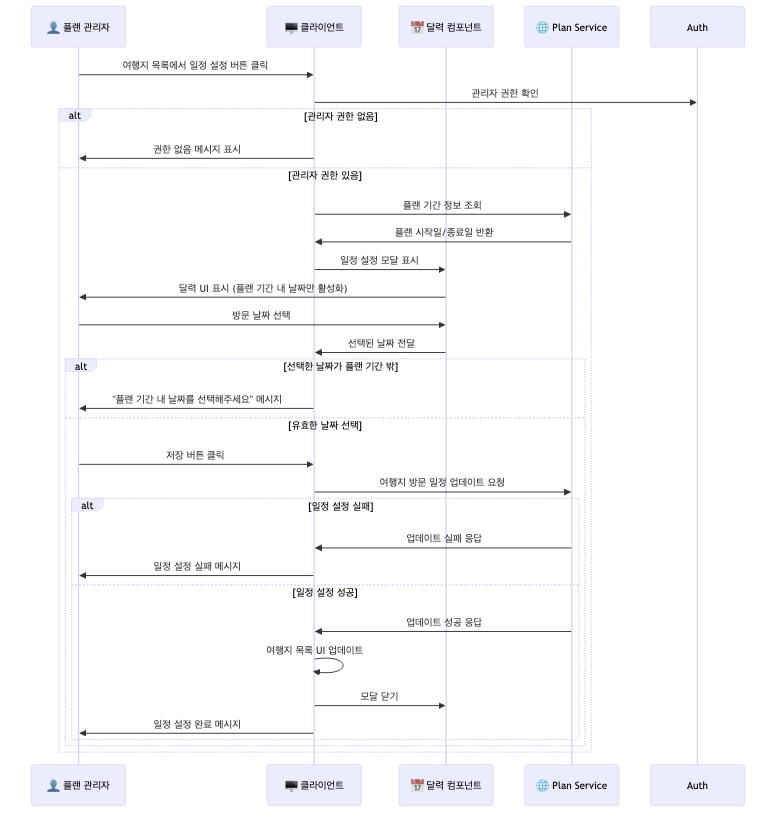 👤 플랜 관리자
🖥️ 클라이언트
📅 달력 컴포넌트
🌐 Plan Service
Auth
여행지 목록에서 일정 설정 버튼 클릭
관리자 권한 확인
alt
[관리자 권한 없음]
권한 없음 메시지 표시
[관리자 권한 있음]
플랜 기간 정보 조회
플랜 시작일/종료일 반환
일정 설정 모달 표시
달력 UI 표시 (플랜 기간 내 날짜만 활성화)
방문 날짜 선택
선택된 날짜 전달
alt
[선택한 날짜가 플랜 기간 밖]
"플랜 기간 내 날짜를 선택해주세요" 메시지
[유효한 날짜 선택]
저장 버튼 클릭
여행지 방문 일정 업데이트 요청
alt
[일정 설정 실패]
업데이트 실패 응답
일정 설정 실패 메시지
[일정 설정 성공]
업데이트 성공 응답
여행지 목록 UI 업데이트
모달 닫기
일정 설정 완료 메시지
👤 플랜 관리자
🖥️ 클라이언트
📅 달력 컴포넌트
🌐 Plan Service
Auth